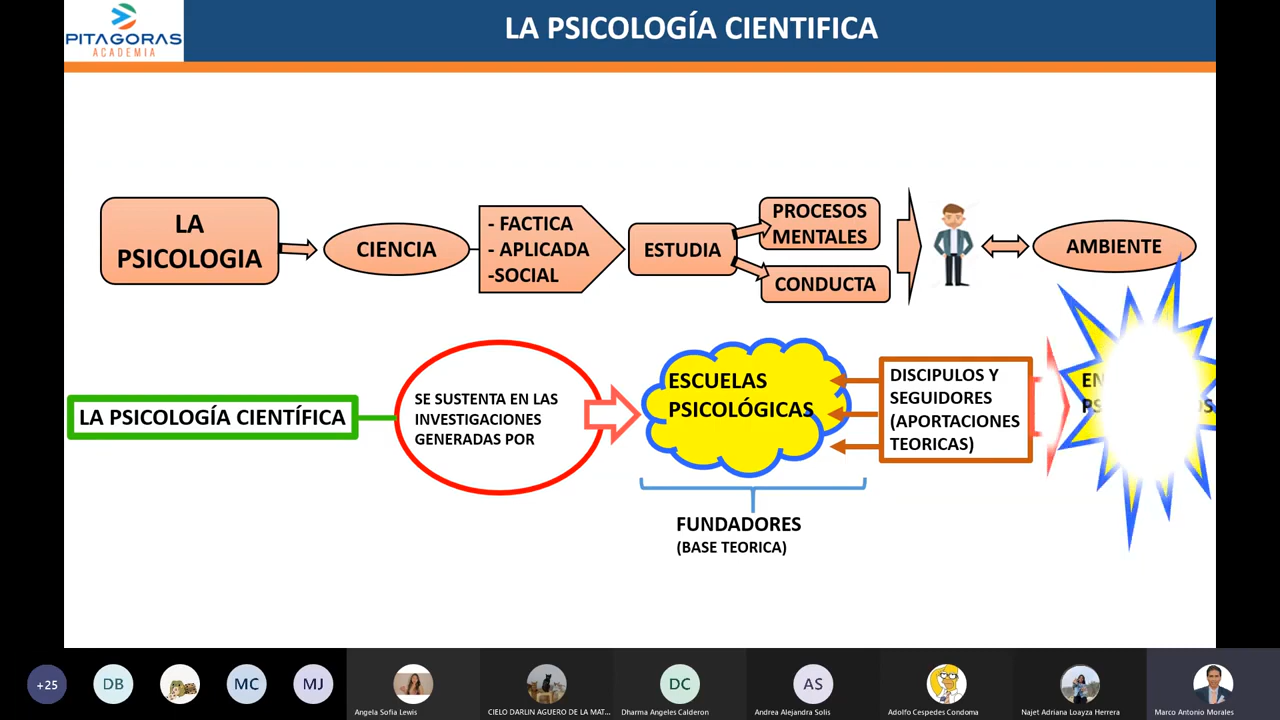 PITAGORAS
ACADEMIA
LA PSICOLOGÍA CIENTIFICA
LA
PSICOLOGIA
CIENCIA
- FACTICA
- APLICADA
-SOCIAL
ESTUDIA
PROCESOS
MENTALES
CONDUCTA
AMBIENTE
LA PSICOLOGÍA CIENTÍFICA
SE SUSTENTA EN LAS
INVESTIGACIONES
GENERADAS POR
ESCUELAS
PSICOLÓGICAS
DISCIPULOS Y
SEGUIDORES
(APORTACIONES
TEORICAS)
FUNDADORES
(BASE TEORICA)
+25
DB
MC
MJ
DC
AS
Angela Sofia Lewis
CIELO DARLIN AGUERO DE LA MAT...
Dharma Angeles Calderon
Andrea Alejandra Solis
Adolfo Cespedes Condoma
Najet Adriana Loayza Herrera
Marco Antonio Morales